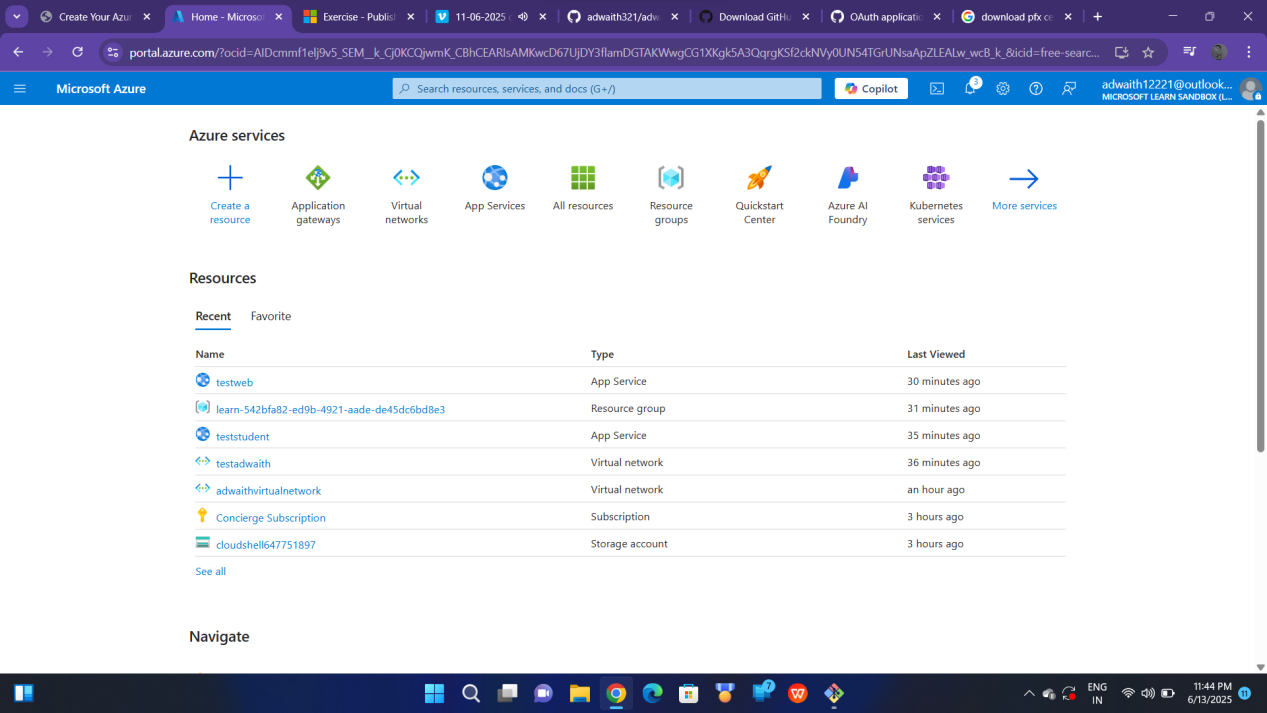 Create Your Azur
Home - Microsof
Exercise - Publish
11-06-2025
adwaith321/adw
Download GitHu
OAuth applicatio
download pfx ce
portal.azure.com/?ocid=AIDcmmf1elj9v5_SEM__k_Cj0KCQjwmK_CBhCEARIsAMKwcD67UjDY3flamDGTAKWwgCG1XKgk5A3QqrgKSf2ckNVy0UN54TGrUNsaApZLEALw_wcB_k_&icid=free-searc...
Microsoft Azure
Search resources, services, and docs (G+/)
Copilot
3
adwaith12221@outlook...
MICROSOFT LEARN SANDBOX (L...
Azure services
Create a resource
Application gateways
Virtual networks
App Services
All resources
Resource groups
Quickstart Center
Azure AI Foundry
Kubernetes services
More services
Resources
Recent Favorite
Name Type Last Viewed
testweb App Service 30 minutes ago
learn-542bfa82-ed9b-4921-aade-de45dc6bd8e3 Resource group 31 minutes ago
teststudent App Service 35 minutes ago
testadwaith Virtual network 36 minutes ago
adwaithvirtualnetwork Virtual network an hour ago
Concierge Subscription Subscription 3 hours ago
cloudshell647751897 Storage account 3 hours ago
See all
Navigate
7
ENG
IN
11:44 PM
6/13/2025
11